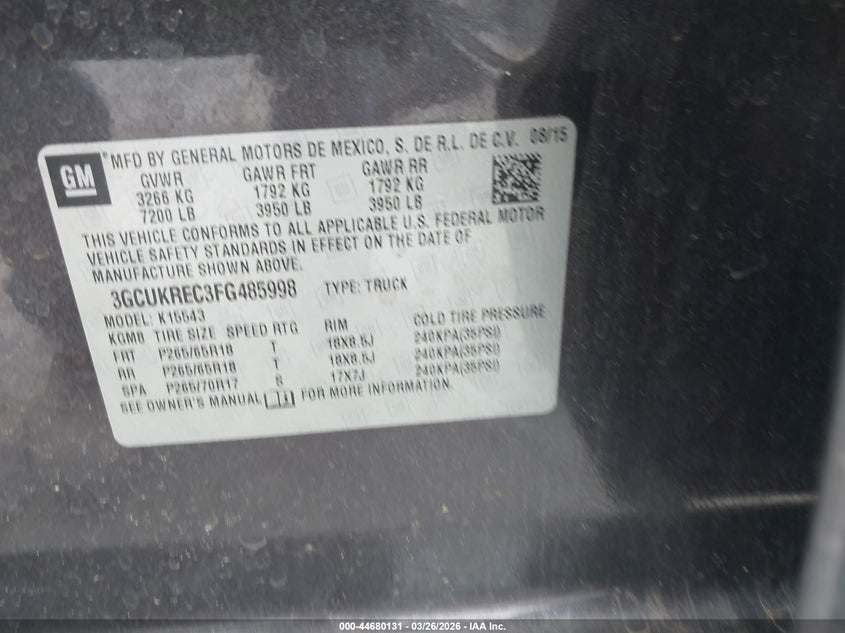 GM
MFD BY GENERAL MOTORS DE MEXICO, S. DE R.L. DE C.V. 08/15
GVWR GAWR FRT GAWR RR
3266 KG 1792 KG 1792 KG
7200 LB 3950 LB 3950 LB
THIS VEHICLE CONFORMS TO ALL APPLICABLE U.S. FEDERAL MOTOR
VEHICLE SAFETY STANDARDS IN EFFECT ON THE DATE OF
MANUFACTURE SHOWN ABOVE.
3GCUKREC3FG485998 TYPE: TRUCK
MODEL: K15543
KGMB TIRE SIZE SPEED RTG RIM COLD TIRE PRESSURE
FRT P265/65R18 T 18X8.5J 240KPA(35PSI)
RR P265/65R18 T 18X8.5J 240KPA(35PSI)
SPA P265/70R17 S 17X7J 240KPA(35PSI)
SEE OWNER'S MANUAL FOR MORE INFORMATION.
000-44680131 - 03/26/2026 - IAA Inc.